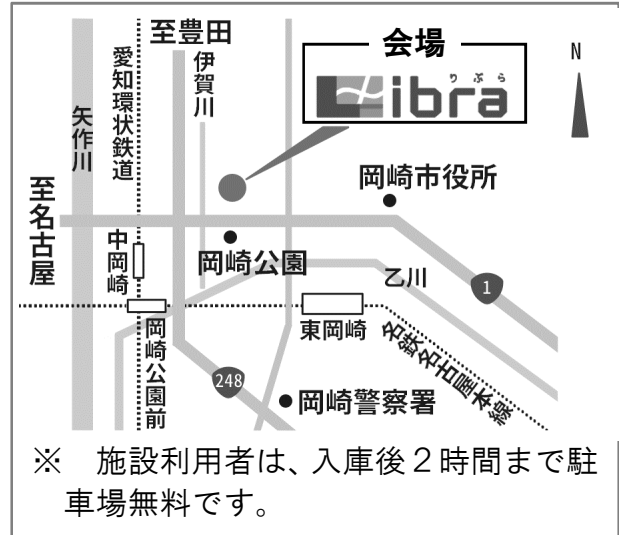 至豊田
会場
りぶら
Libra
N
愛知環状鉄道
伊賀川
矢作川
岡崎市役所
至名古屋
中岡崎
岡崎公園
乙川
1
東岡崎
岡崎公園前
名鉄名古屋本線
248
岡崎警察署
※　施設利用者は、入庫後２時間まで駐
車場無料です。